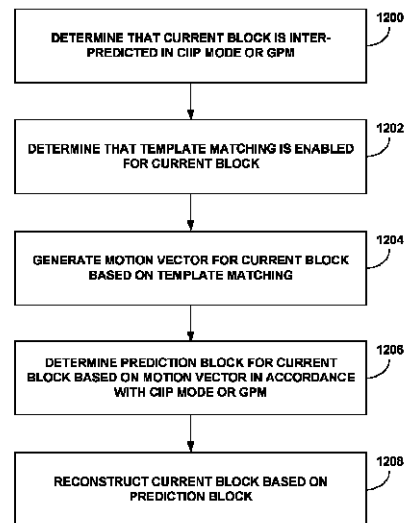 1200
DETERMINE THAT CURRENT BLOCK IS INTER-
PREDICTED IN CIIP MODE OR GPM
1202
DETERMINE THAT TEMPLATE MATCHING IS ENABLED
FOR CURRENT BLOCK
1204
GENERATE MOTION VECTOR FOR CURRENT BLOCK
BASED ON TEMPLATE MATCHING
1206
DETERMINE PREDICTION BLOCK FOR CURRENT
BLOCK BASED ON MOTION VECTOR IN ACCORDANCE
WITH CIIP MODE OR GPM
1208
RECONSTRUCT CURRENT BLOCK BASED ON
PREDICTION BLOCK